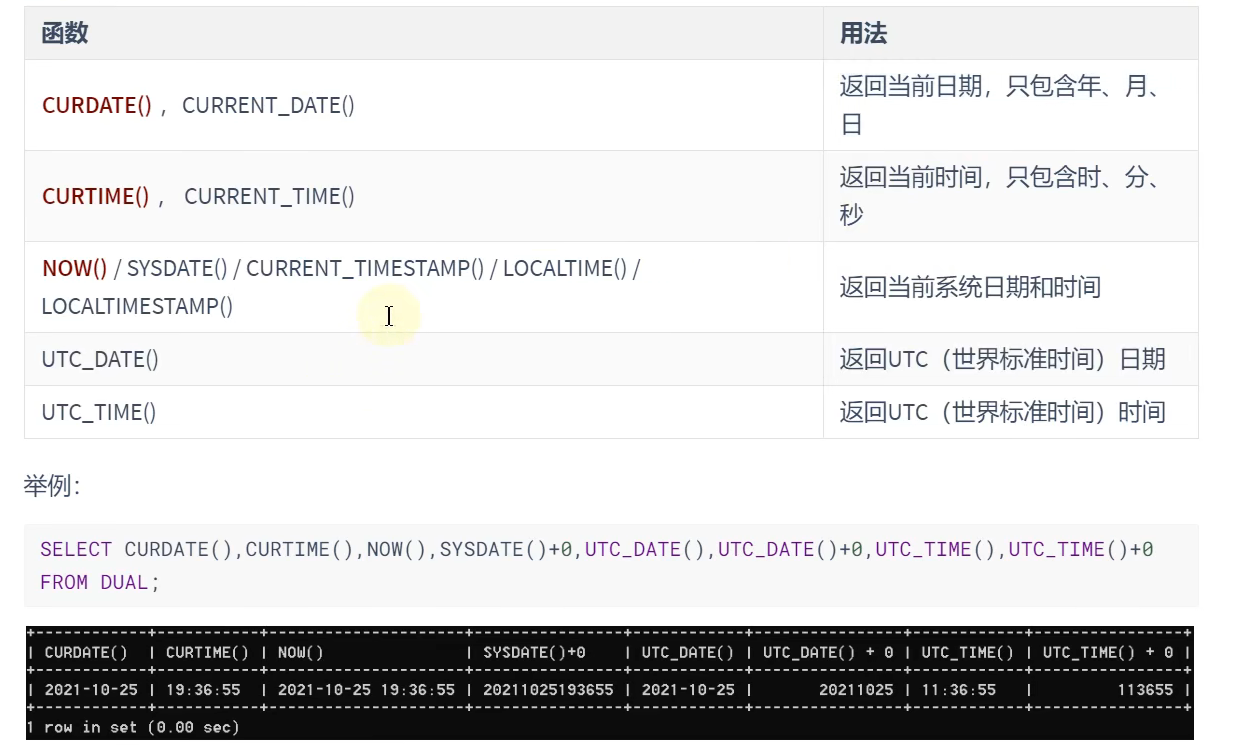 函数 用法
CURDATE() ，CURRENT_DATE() 返回当前日期，只包含年、月、
日
CURTIME() ， CURRENT_TIME() 返回当前时间，只包含时、分、
秒
NOW() / SYSDATE() / CURRENT_TIMESTAMP() / LOCALTIME() /
LOCALTIMESTAMP() 返回当前系统日期和时间
UTC_DATE() 返回UTC（世界标准时间）日期
UTC_TIME() 返回UTC（世界标准时间）时间
举例：
SELECT CURDATE(),CURTIME(),NOW(),SYSDATE()+0,UTC_DATE(),UTC_DATE()+0,UTC_TIME(),UTC_TIME()+0
FROM DUAL;
+-----------+-----------+---------------------+----------------+------------+----------------+------------+----------------+
| CURDATE() | CURTIME() | NOW() | SYSDATE()+0 | UTC_DATE() | UTC_DATE() + 0 | UTC_TIME() | UTC_TIME() + 0 |
+-----------+-----------+---------------------+----------------+------------+----------------+------------+----------------+
| 2021-10-25 | 19:36:55 | 2021-10-25 19:36:55 | 20211025193655 | 2021-10-25 | 20211025 | 11:36:55 | 113655 |
+-----------+-----------+---------------------+----------------+------------+----------------+------------+----------------+
1 row in set (0.00 sec)